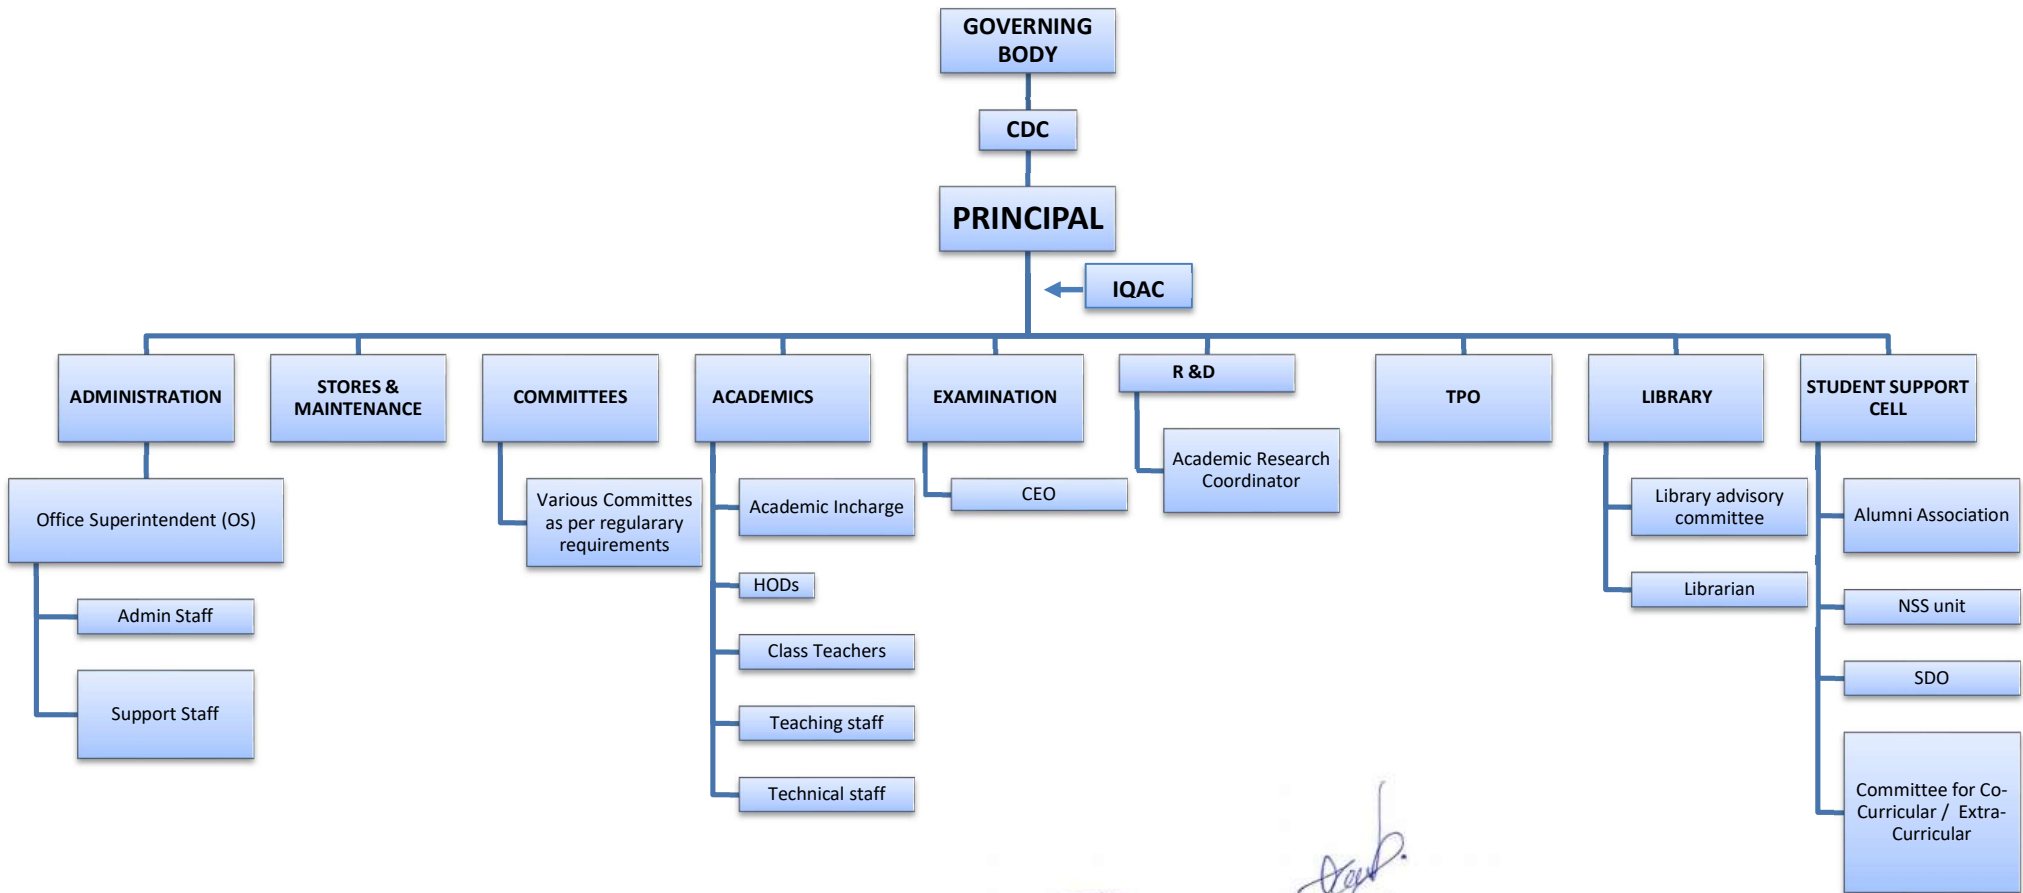 GOVERNING
BODY
CDC
PRINCIPAL
IQAC
ADMINISTRATION
STORES &
MAINTENANCE
COMMITTEES
ACADEMICS
EXAMINATION
R &D
TPO
LIBRARY
STUDENT SUPPORT
CELL
Office Superintendent (OS)
Admin Staff
Support Staff
Various Committes
as per regularary
requirements
Academic Incharge
HODs
Class Teachers
Teaching staff
Technical staff
CEO
Academic Research
Coordinator
Library advisory
committee
Librarian
Alumni Association
NSS unit
SDO
Committee for Co-
Curricular /  Extra-
Curricular